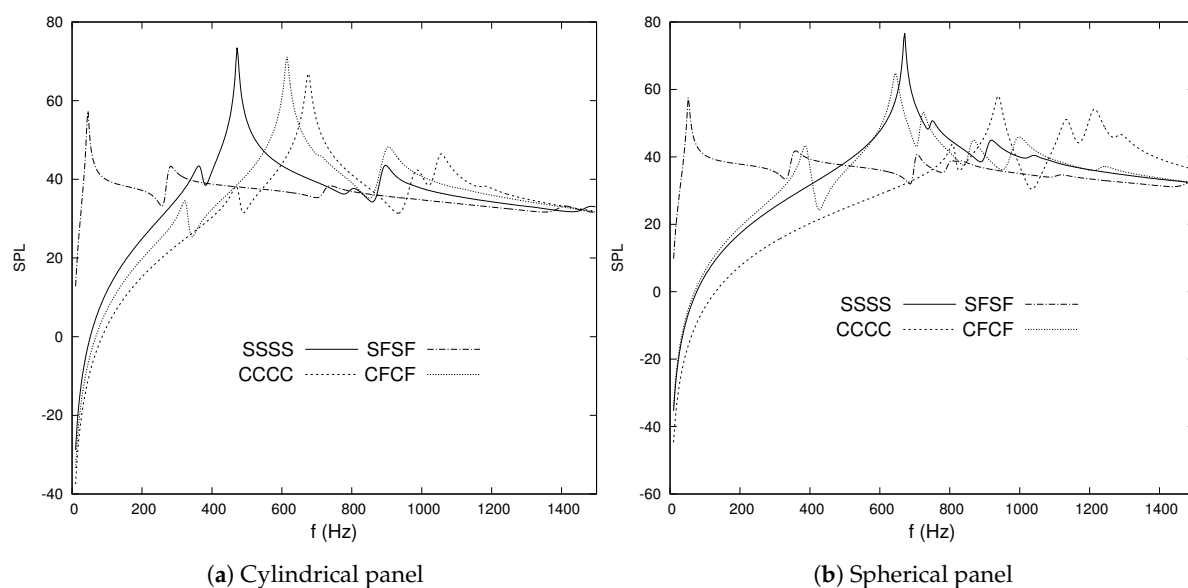 80
60
40
20
0
-20
-40
0 200 400 600 800 1000 1200 1400
SPL
f (Hz)
SSSS SFSF
CCCC CFCF
(a) Cylindrical panel
80
60
40
20
0
-20
-40
-60
0 200 400 600 800 1000 1200 1400
SPL
f (Hz)
SSSS SFSF
CCCC CFCF
(b) Spherical panel